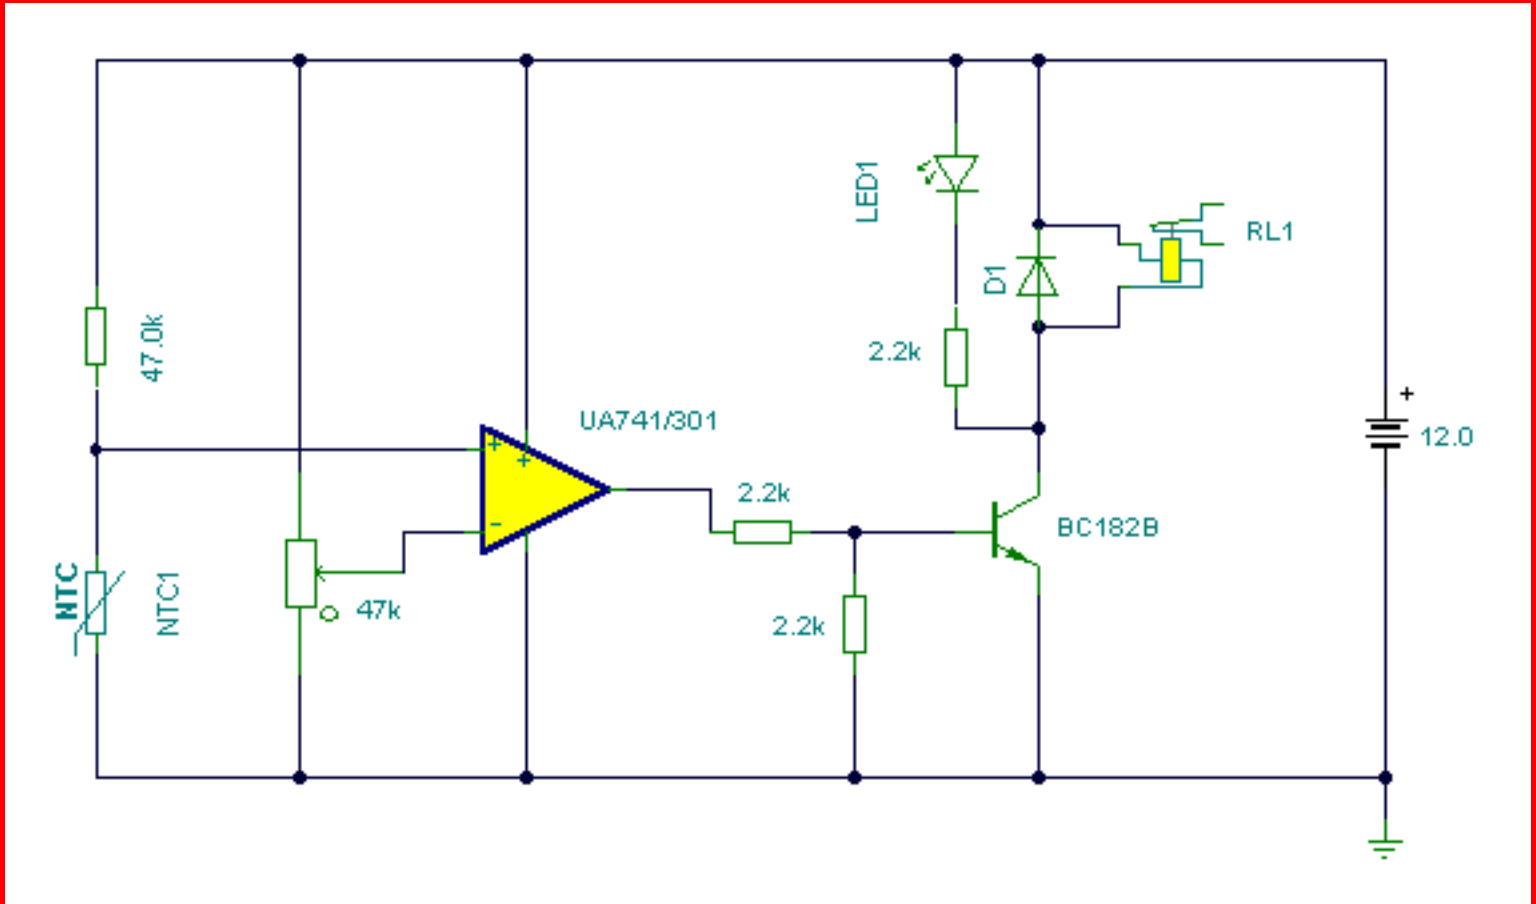 LED1
RL1
D1
47.0k
2.2k
+
12.0
UA741/301
+
+
-
2.2k
BC182B
NTC
NTC1
47k
2.2k